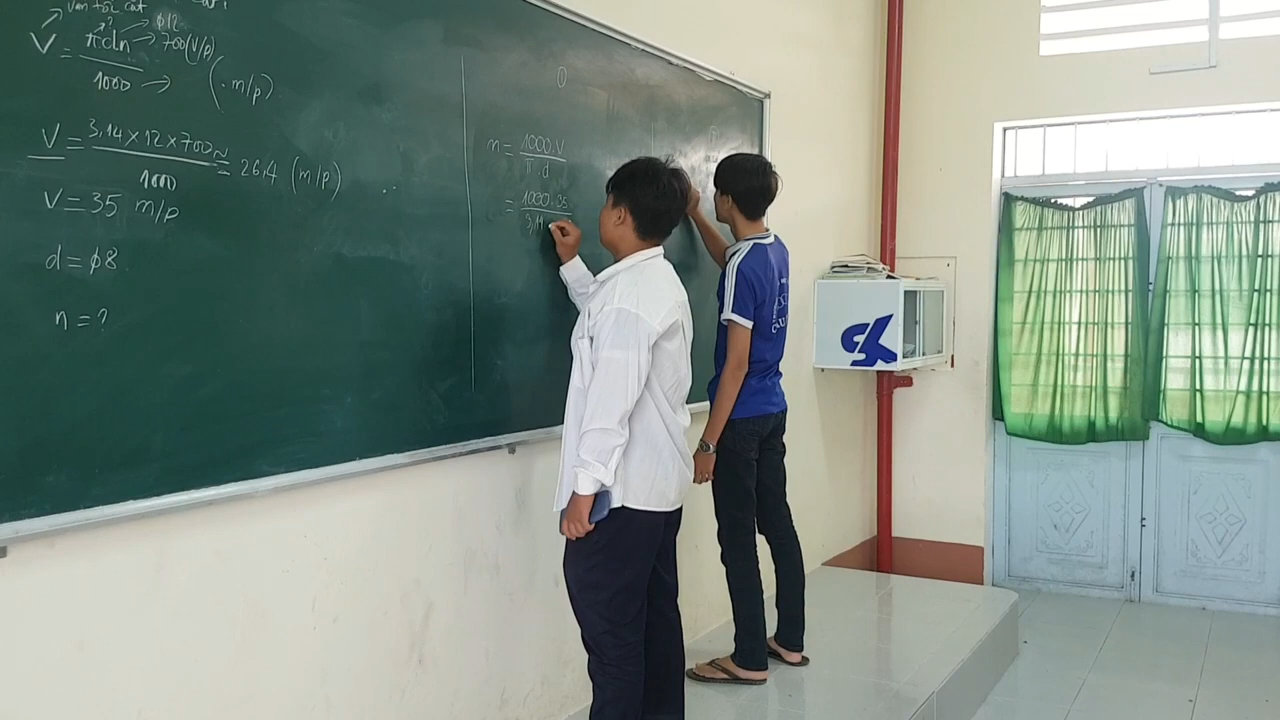 vận tốc cắt
V = πdn → φ12
→ 700 (v/p)
1000 → (m/p)
V = 3,14 × 12 × 700 / 1000 ≈ 26,4 (m/p)
V = 35 m/p
d = φ8
n = ?
n = 1000.V / π.d
= 1000.35 / 3,14